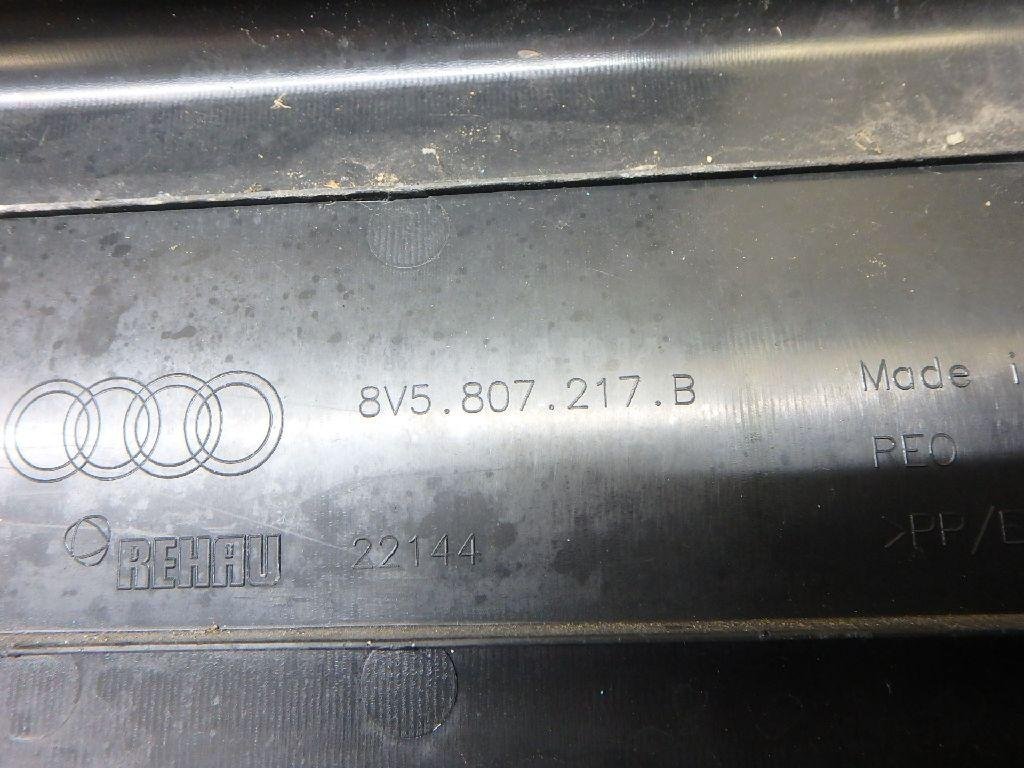 8V5.807.217.B
Made
PEO
REHAU 22144
>PP/E